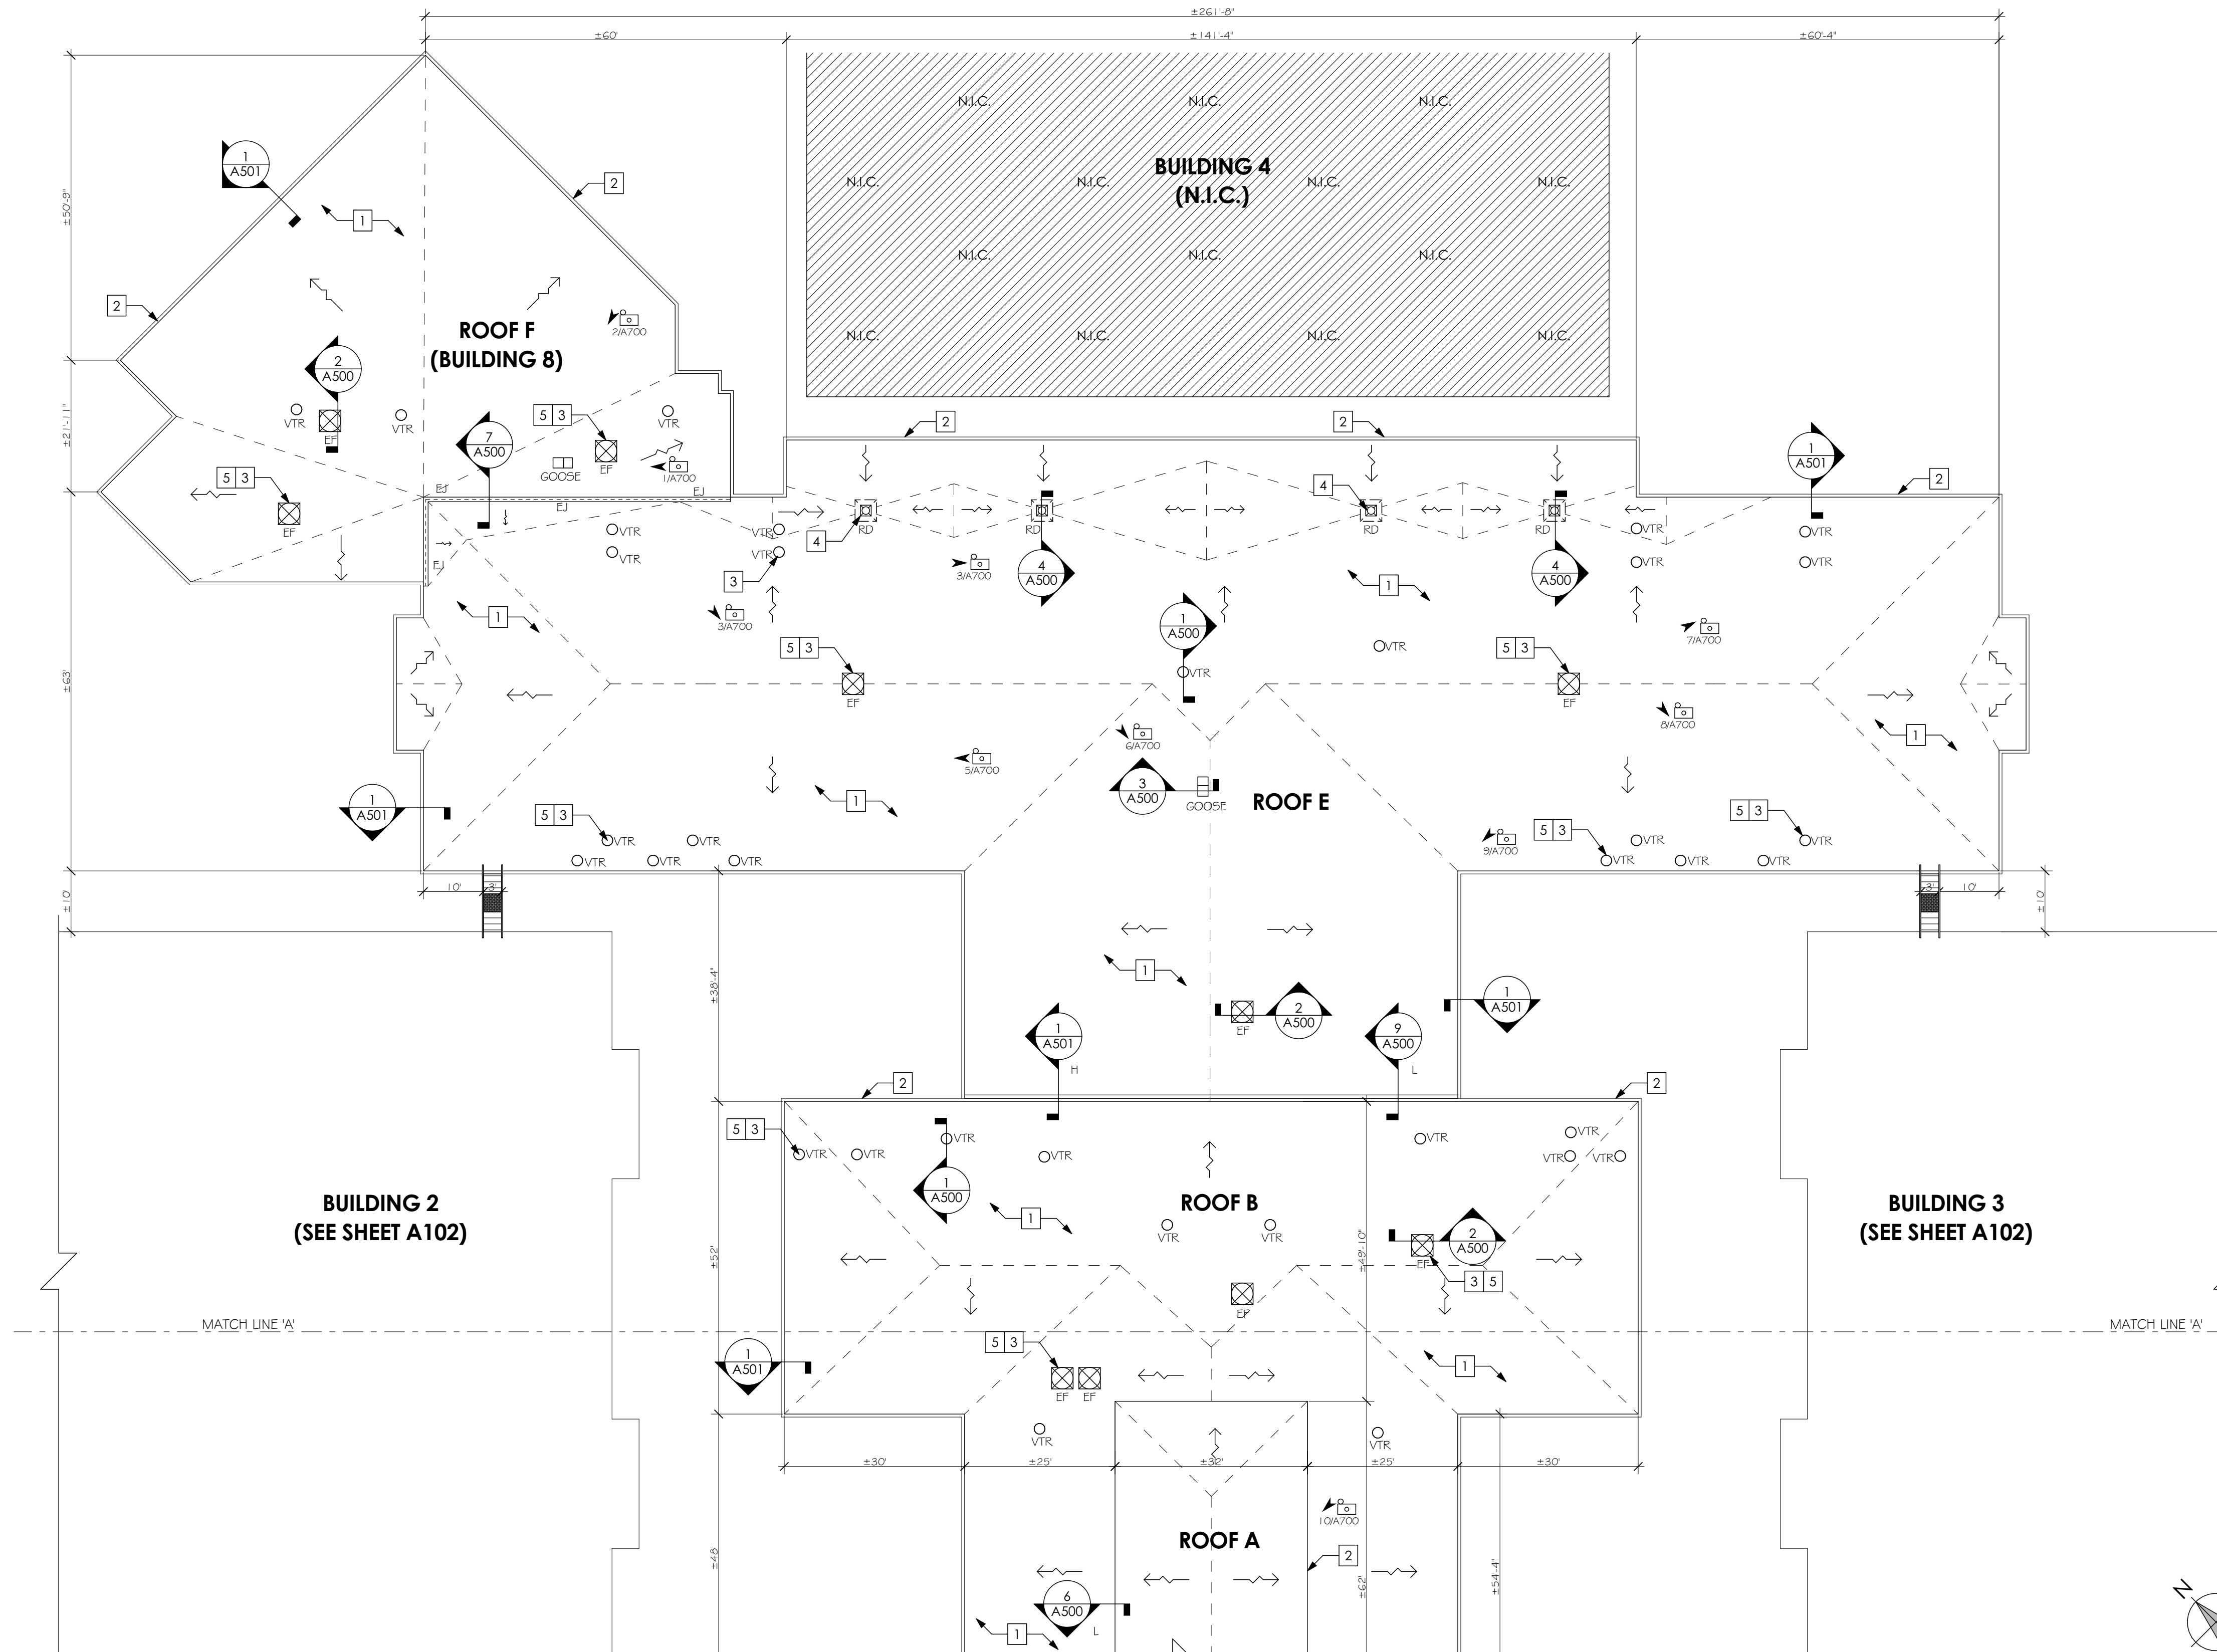 ±261'-8"
±60'
±141'-4"
±60'-4"
N.I.C.
N.I.C.
N.I.C.
BUILDING 4
(N.I.C.)
N.I.C.
N.I.C.
N.I.C.
N.I.C.
N.I.C.
N.I.C.
N.I.C.
N.I.C.
N.I.C.
N.I.C.
N.I.C.
1
A501
2
1
±50'-9"
2
ROOF F
(BUILDING 8)
2/A700
2
A500
VTR
EF
VTR
5 3
VTR
7
A500
GOOSE
EF
1/A700
±21'-11"
5 3
EF
EJ
EJ
EJ
EJ
2
2
1
A501
2
VTR
VTR
VTR
VTR
4
RD
RD
4
RD
RD
VTR
VTR
VTR
VTR
3
3/A700
4
A500
4
A500
1
1
3/A700
1
A500
5 3
EF
VTR
VTR
5 3
EF
7/A700
±63'
6/A700
8/A700
1
5/A700
3
A500
GOOSE
ROOF E
1
1
A501
5 3
VTR
VTR
VTR
VTR
VTR
9/A700
5 3
VTR
VTR
VTR
VTR
5 3
VTR
±10'
10'
3'
3'
10'
±10'
±38'-4"
1
1
A501
H
EF
2
A500
9
A500
L
1
A501
2
2
5 3
VTR
VTR
VTR
VTR
VTR
VTR
VTR
VTR
1
A500
1
ROOF B
VTR
VTR
BUILDING 2
(SEE SHEET A102)
BUILDING 3
(SEE SHEET A102)
±52'
±49'-10"
2
A500
EF
3 5
EF
MATCH LINE 'A'
MATCH LINE 'A'
1
A501
5 3
EF
EF
1
VTR
VTR
±30'
±25'
±32'
±25'
±30'
10/A700
ROOF A
2
±48'
±62'
±54'-4"
6
A500
L
1
N